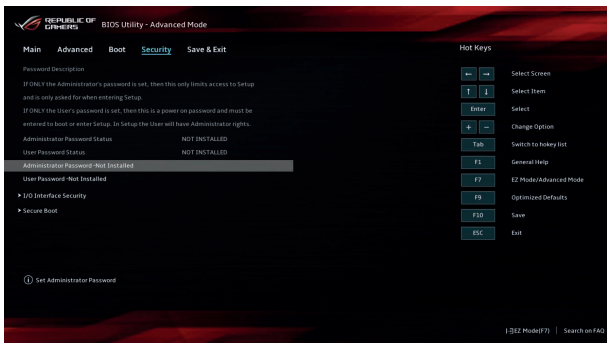 REPUBLIC OF
GAMERS
BIOS Utility - Advanced Mode
Main Advanced Boot Security Save & Exit
Password Description
If ONLY the Administrator's password is set, then this only limits access to Setup
and is only asked for when entering Setup.
If ONLY the User's password is set, then this is a power on password and must be
entered to boot or enter Setup. In Setup the User will have Administrator rights.
Administrator Password Status NOT INSTALLED
User Password Status NOT INSTALLED
Administrator Password -Not Installed
User Password -Not Installed
> I/O Interface Security
> Secure Boot
i Set Administrator Password
Hot Keys
← → Select Screen
↑ ↓ Select Item
Enter Select
+ − Change Option
Tab Switch to hokey list
F1 General Help
F7 EZ Mode/Advanced Mode
F9 Optimized Defaults
F10 Save
ESC Exit
EZ Mode(F7) | Search on FAQ